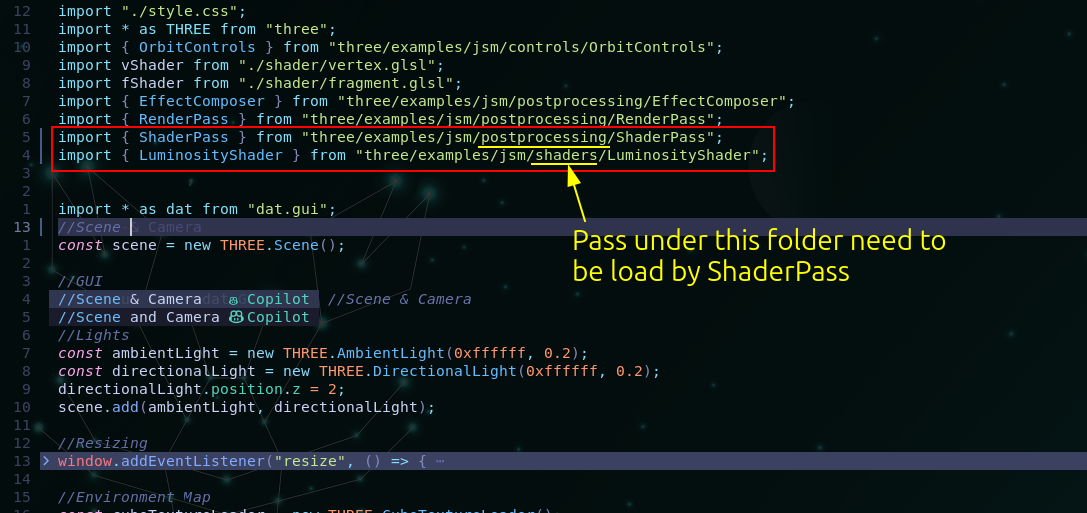 12 import "./style.css";
11 import * as THREE from "three";
10 import { OrbitControls } from "three/examples/jsm/controls/OrbitControls";
9 import vShader from "./shader/vertex.glsl";
8 import fShader from "./shader/fragment.glsl";
7 import { EffectComposer } from "three/examples/jsm/postprocessing/EffectComposer";
6 import { RenderPass } from "three/examples/jsm/postprocessing/RenderPass";
5 import { ShaderPass } from "three/examples/jsm/postprocessing/ShaderPass";
4 import { LuminosityShader } from "three/examples/jsm/shaders/LuminosityShader";
3
2
1 import * as dat from "dat.gui";
13 //Scene & Camera
1 const scene = new THREE.Scene();
Pass under this folder need to
be load by ShaderPass
2
3 //GUI
4 //Scene & Camera Copilot //Scene & Camera
5 //Scene and Camera Copilot
6 //Lights
7 const ambientLight = new THREE.AmbientLight(0xffffff, 0.2);
8 const directionalLight = new THREE.DirectionalLight(0xffffff, 0.2);
9 directionalLight.position.z = 2;
10 scene.add(ambientLight, directionalLight);
11
12 //Resizing
13 > window.addEventListener("resize", () => { ⋯
14
15 //Environment Map